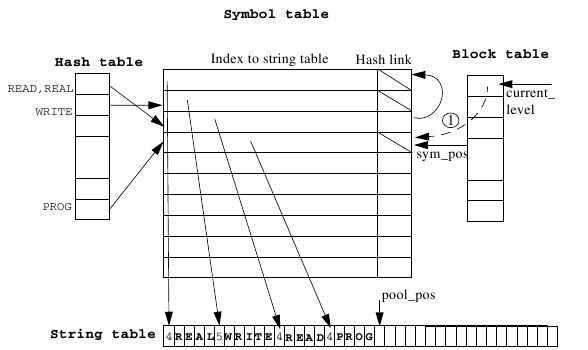 Symbol table
Hash table
Index to string table
Hash link
Block table
READ,REAL
WRITE
PROG
current_
level
1
sym_pos
pool_pos
String table
4REAL5WRITE4READ4PROG